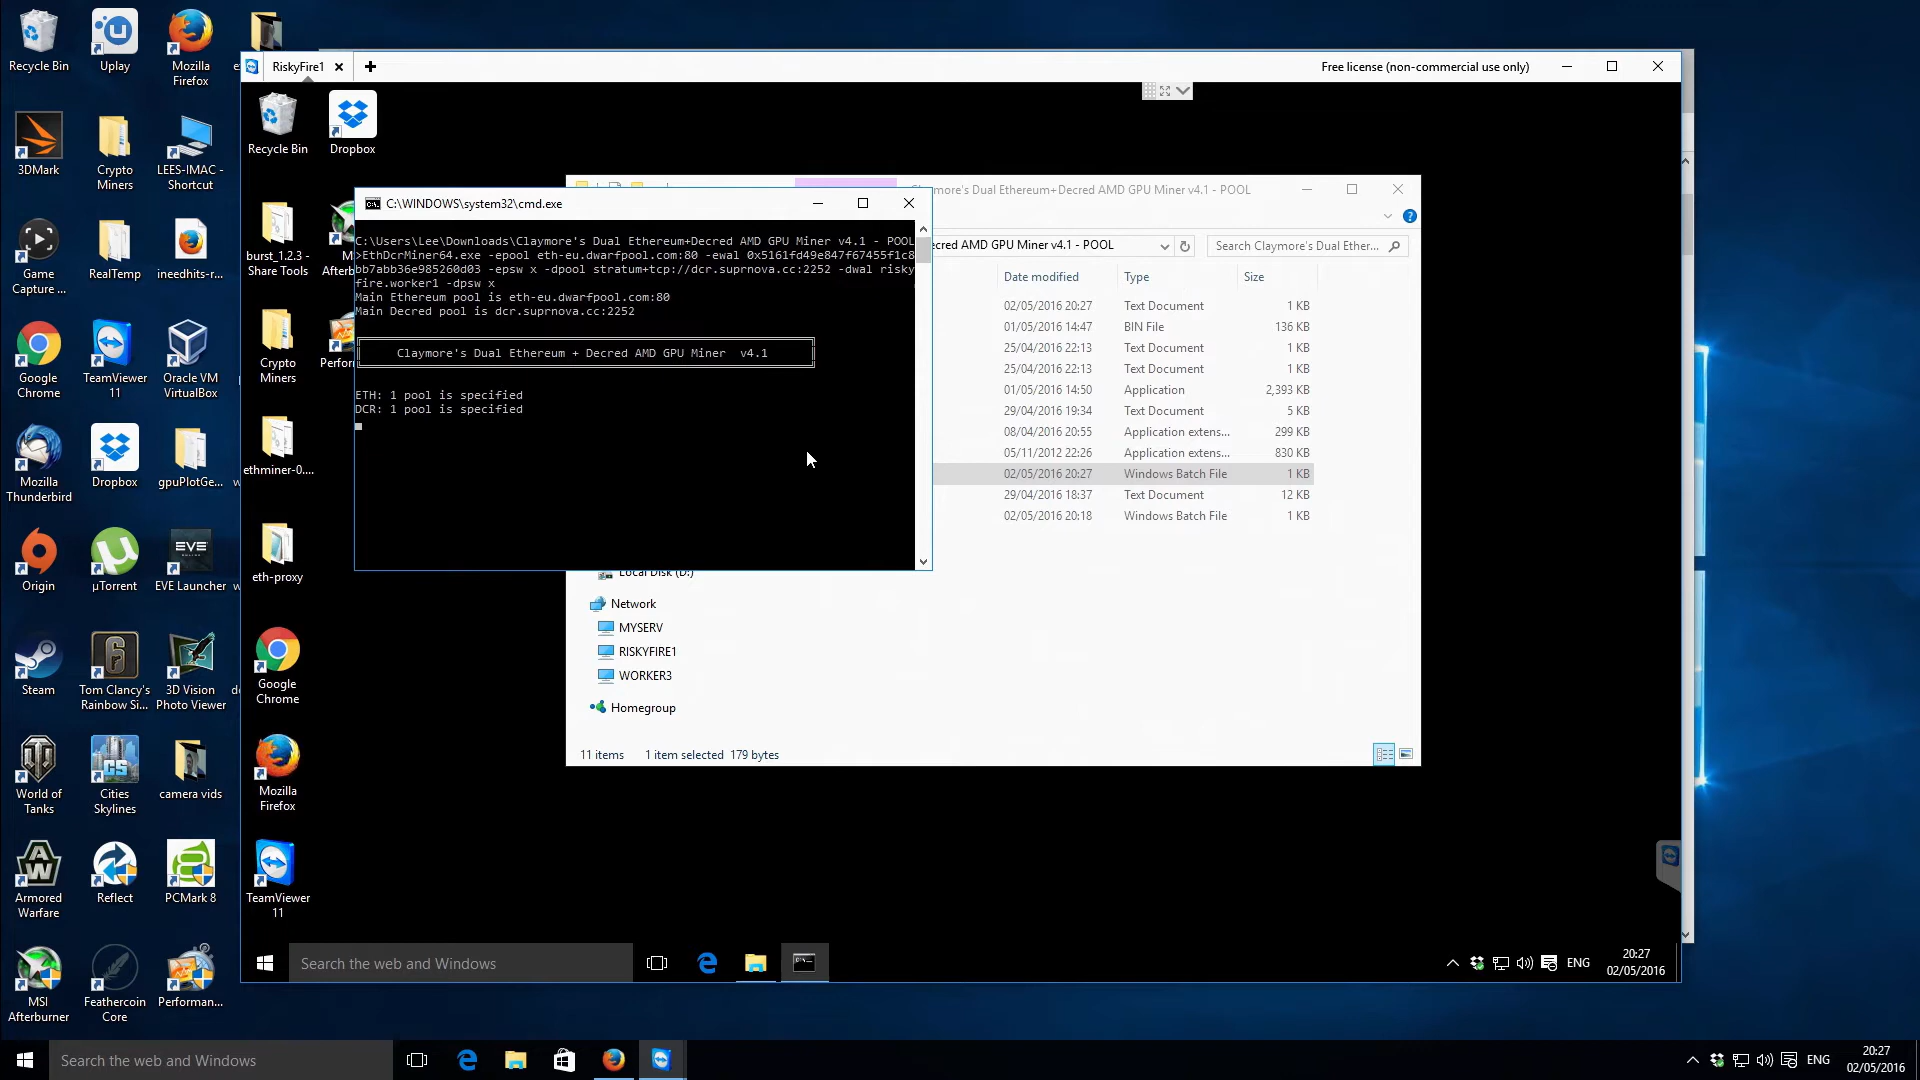 Recycle Bin
Uplay
Mozilla
Firefox
3DMark
Crypto
Miners
LEES-IMAC -
Shortcut
Game
Capture ...
RealTemp
ineedhits-r...
Google
Chrome
TeamViewer
11
Oracle VM
VirtualBox
Mozilla
Thunderbird
Dropbox
gpuPlotGe...
Origin
µTorrent
EVE
EVE Launcher
Steam
Tom Clancy's
Rainbow Si...
3D Vision
Photo Viewer
World of
Tanks
Cities
Skylines
camera vids
Armored
Warfare
Reflect
PCMark 8
MSI
Afterburner
Feathercoin
Core
Performan...
RiskyFire1
Free license (non-commercial use only)
Recycle Bin
Dropbox
burst_1.2.3 -
Share Tools
Crypto
Miners
ethminer-0....
eth-proxy
Google
Chrome
Mozilla
Firefox
TeamViewer
11
C:\WINDOWS\system32\cmd.exe
C:\Users\Lee\Downloads\Claymore's Dual Ethereum+Decred AMD GPU Miner v4.1 - POOL
>EthDcrMiner64.exe -epool eth-eu.dwarfpool.com:80 -ewal 0x5161fd49e847f67455f1c8
bb7abb36e985260d03 -epsw x -dpool stratum+tcp://dcr.suprnova.cc:2252 -dwal risky
fire.worker1 -dpsw x
Main Ethereum pool is eth-eu.dwarfpool.com:80
Main Decred pool is dcr.suprnova.cc:2252
Claymore's Dual Ethereum + Decred AMD GPU Miner v4.1
ETH: 1 pool is specified
DCR: 1 pool is specified
Dual Ethereum+Decred AMD GPU Miner v4.1 - POOL
ecred AMD GPU Miner v4.1 - POOL
Search Claymore's Dual Ether...
Date modified Type Size
02/05/2016 20:27 Text Document 1 KB
01/05/2016 14:47 BIN File 136 KB
25/04/2016 22:13 Text Document 1 KB
25/04/2016 22:13 Text Document 1 KB
01/05/2016 14:50 Application 2,393 KB
29/04/2016 19:34 Text Document 5 KB
08/04/2016 20:55 Application extens... 299 KB
05/11/2012 22:26 Application extens... 830 KB
02/05/2016 20:27 Windows Batch File 1 KB
29/04/2016 18:37 Text Document 12 KB
02/05/2016 20:18 Windows Batch File 1 KB
Local Disk (D:)
Network
MYSERV
RISKYFIRE1
WORKER3
Homegroup
11 items 1 item selected 179 bytes
Search the web and Windows
ENG
20:27
02/05/2016
Search the web and Windows
ENG
20:27
02/05/2016